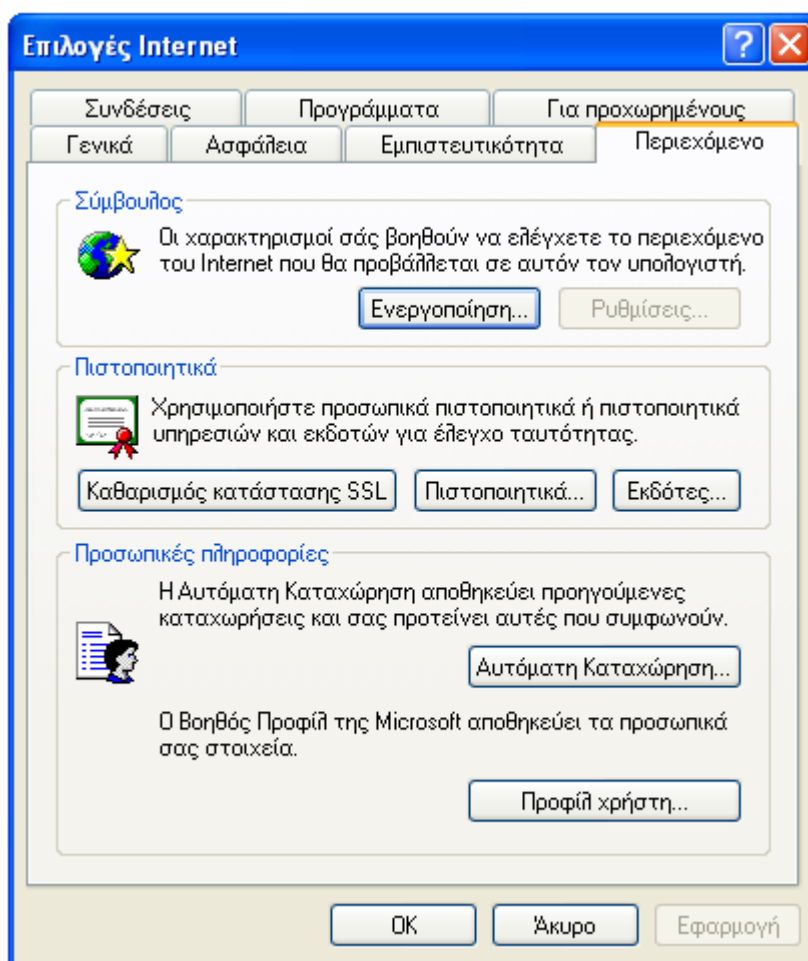 Επιλογές Internet
Συνδέσεις Προγράμματα Για προχωρημένους
Γενικά Ασφάλεια Εμπιστευτικότητα Περιεχόμενο
Σύμβουλος
Οι χαρακτηρισμοί σάς βοηθούν να ελέγχετε το περιεχόμενο
του Internet που θα προβάλλεται σε αυτόν τον υπολογιστή.
Ενεργοποίηση... Ρυθμίσεις...
Πιστοποιητικά
Χρησιμοποιήστε προσωπικά πιστοποιητικά ή πιστοποιητικά
υπηρεσιών και εκδοτών για έλεγχο ταυτότητας.
Καθαρισμός κατάστασης SSL Πιστοποιητικά... Εκδότες...
Προσωπικές πληροφορίες
Η Αυτόματη Καταχώρηση αποθηκεύει προηγούμενες
καταχωρήσεις και σας προτείνει αυτές που συμφωνούν.
Αυτόματη Καταχώρηση...
Ο Βοηθός Προφίλ της Microsoft αποθηκεύει τα προσωπικά
σας στοιχεία.
Προφίλ χρήστη...
OK Άκυρο Εφαρμογή